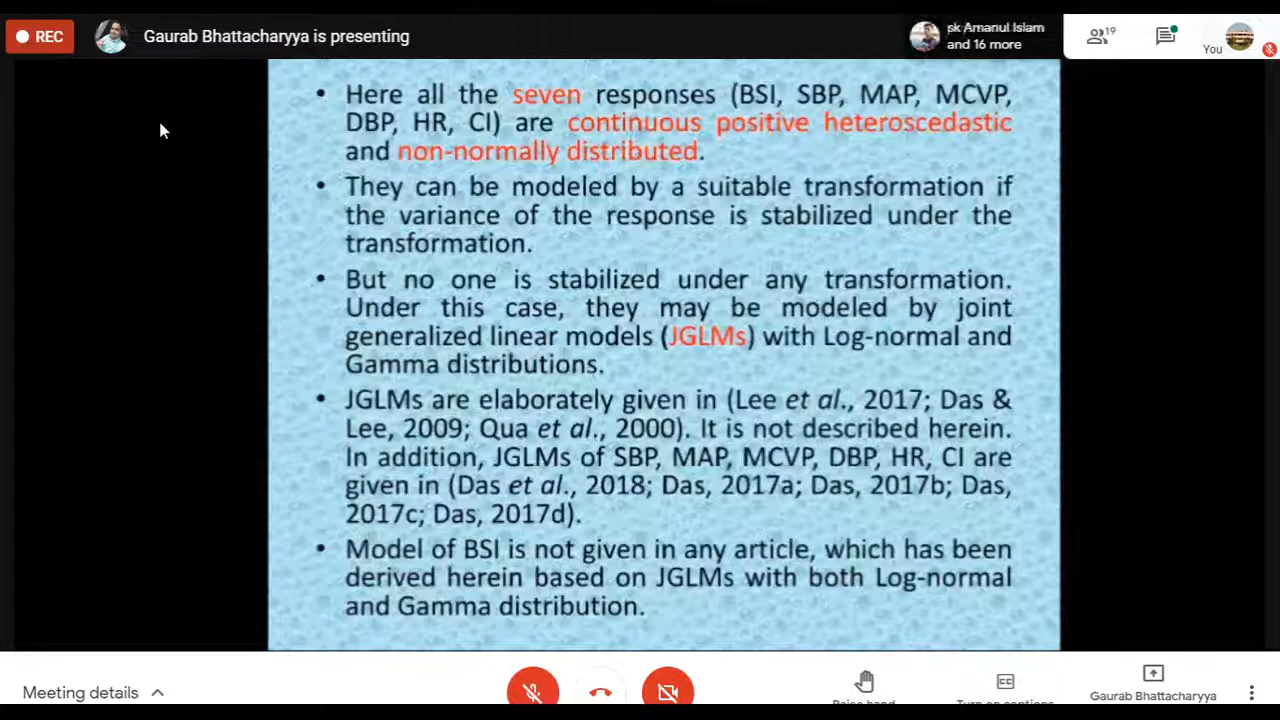 REC
Gaurab Bhattacharyya is presenting
sk Amanul Islam
and 16 more
19
You
• Here all the seven responses (BSI, SBP, MAP, MCVP,
DBP, HR, CI) are continuous positive heteroscedastic
and non-normally distributed.
• They can be modeled by a suitable transformation if
the variance of the response is stabilized under the
transformation.
• But no one is stabilized under any transformation.
Under this case, they may be modeled by joint
generalized linear models (JGLMs) with Log-normal and
Gamma distributions.
• JGLMs are elaborately given in (Lee et al., 2017; Das &
Lee, 2009; Qua et al., 2000). It is not described herein.
In addition, JGLMs of SBP, MAP, MCVP, DBP, HR, CI are
given in (Das et al., 2018; Das, 2017a; Das, 2017b; Das,
2017c; Das, 2017d).
• Model of BSI is not given in any article, which has been
derived herein based on JGLMs with both Log-normal
and Gamma distribution.
Meeting details
Raise hand
CC
Turn on captions
Gaurab Bhattacharyya